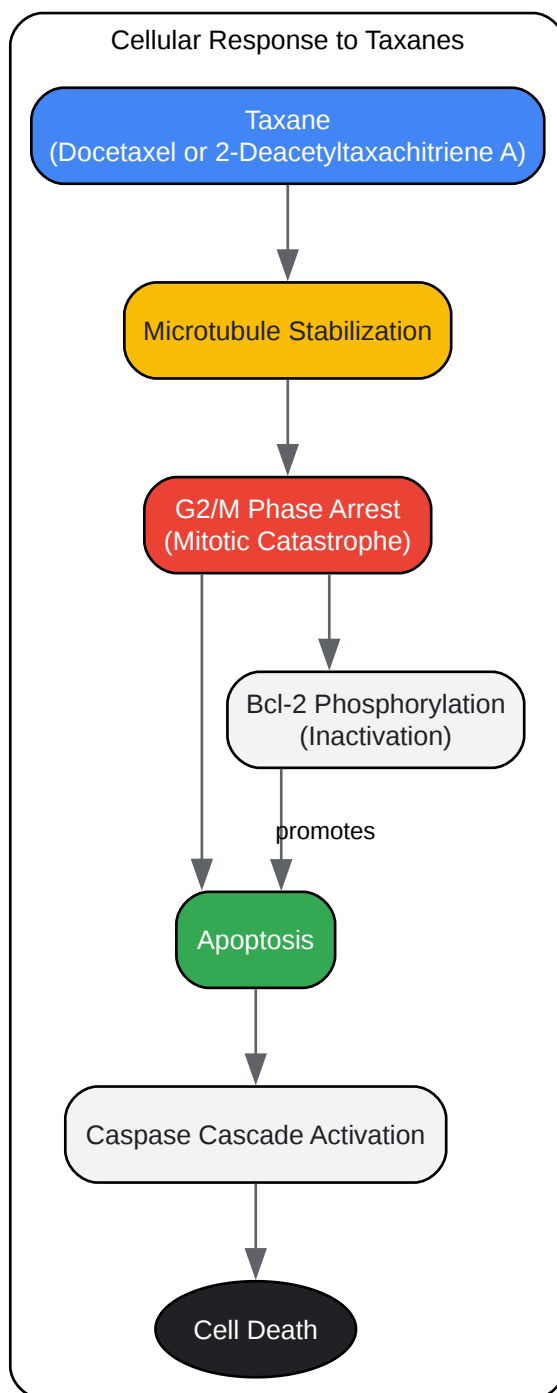 Cellular Response to Taxanes
Taxane
(Docetaxel or 2-Deacetyltaxachitriene A)
Microtubule Stabilization
G2/M Phase Arrest
(Mitotic Catastrophe)
Bcl-2 Phosphorylation
(Inactivation)
promotes
Apoptosis
Caspase Cascade Activation
Cell Death